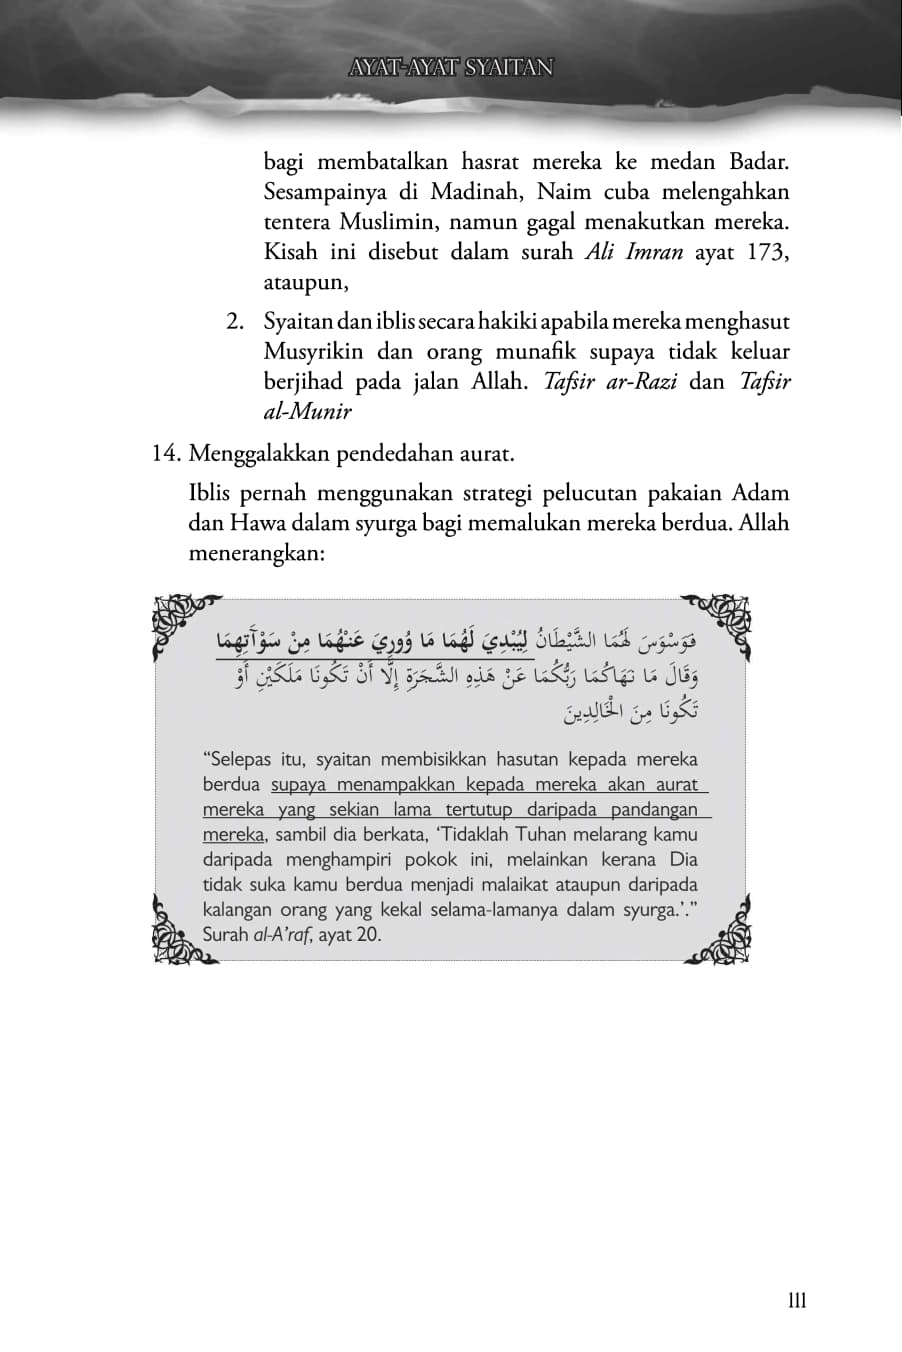 AYAT-AYAT SYAITAN
bagi membatalkan hasrat mereka ke medan Badar.
Sesampainya di Madinah, Naim cuba melengahkan
tentera Muslimin, namun gagal menakutkan mereka.
Kisah ini disebut dalam surah Ali Imran ayat 173,
ataupun,
2. Syaitan dan iblis secara hakiki apabila mereka menghasut
Musyrikin dan orang munafik supaya tidak keluar
berjihad pada jalan Allah. Tafsir ar-Razi dan Tafsir
al-Munir
14. Menggalakkan pendedahan aurat.
Iblis pernah menggunakan strategi pelucutan pakaian Adam
dan Hawa dalam syurga bagi memalukan mereka berdua. Allah
menerangkan:
فَوَسْوَسَ لَهُمَا الشَّيْطَانُ لِيُبْدِيَ لَهُمَا مَا وُورِيَ عَنْهُمَا مِنْ سَوْآتِهِمَا
وَقَالَ مَا نَهَاكُمَا رَبُّكُمَا عَنْ هَذِهِ الشَّجَرَةِ إِلَّا أَنْ تَكُونَا مَلَكَيْنِ أَوْ
تَكُونَا مِنَ الْخَالِدِينَ
“Selepas itu, syaitan membisikkan hasutan kepada mereka
berdua supaya menampakkan kepada mereka akan aurat
mereka yang sekian lama tertutup daripada pandangan
mereka, sambil dia berkata, ‘Tidaklah Tuhan melarang kamu
daripada menghampiri pokok ini, melainkan kerana Dia
tidak suka kamu berdua menjadi malaikat ataupun daripada
kalangan orang yang kekal selama-lamanya dalam syurga.’.”
Surah al-A’raf, ayat 20.
111